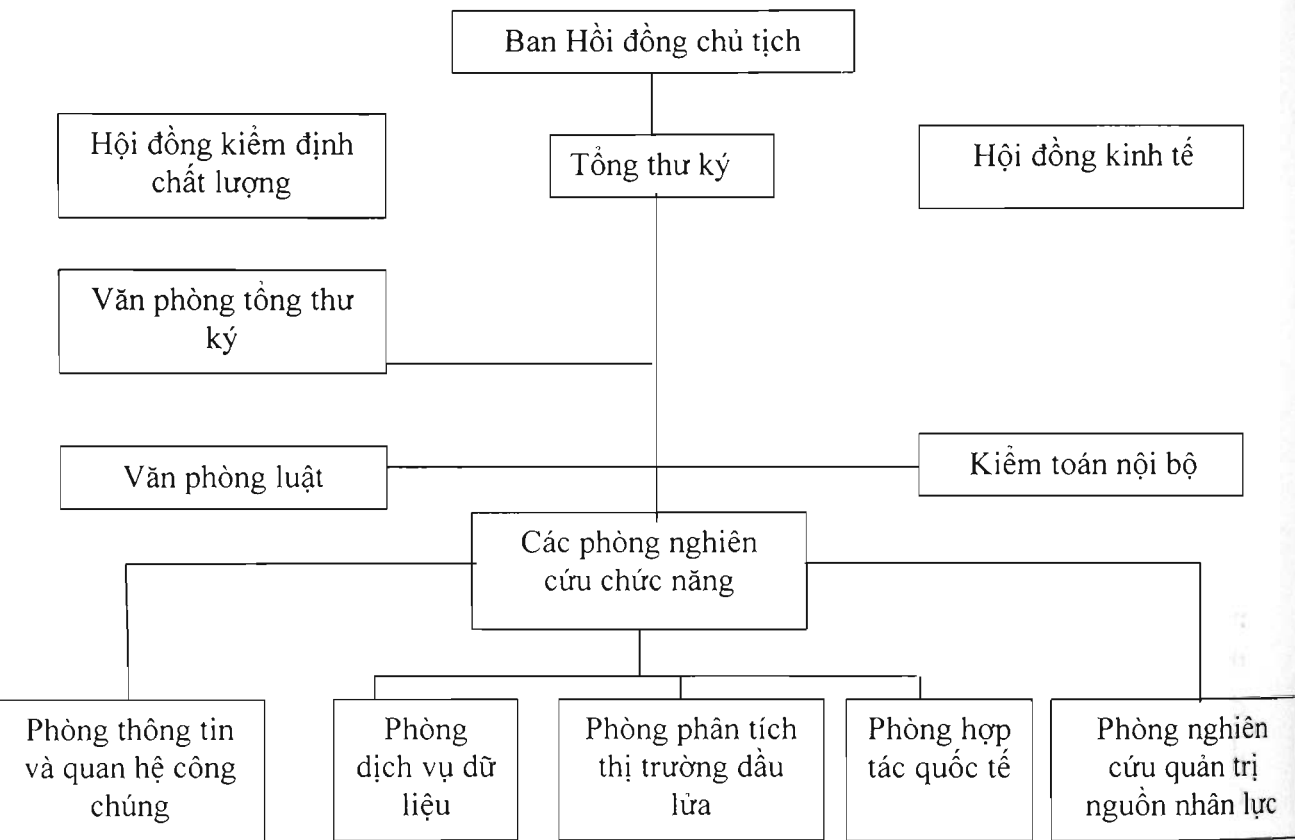 Ban Hồi đồng chủ tịch
Hội đồng kiểm định
chất lượng
Tổng thư ký
Hội đồng kinh tế
Văn phòng tổng thư
ký
Văn phòng luật
Kiểm toán nội bộ
Các phòng nghiên
cứu chức năng
Phòng thông tin
và quan hệ công
chúng
Phòng
dịch vụ dữ
liệu
Phòng phân tích
thị trường dầu
lửa
Phòng hợp
tác quốc tế
Phòng nghiên
cứu quản trị
nguồn nhân lực